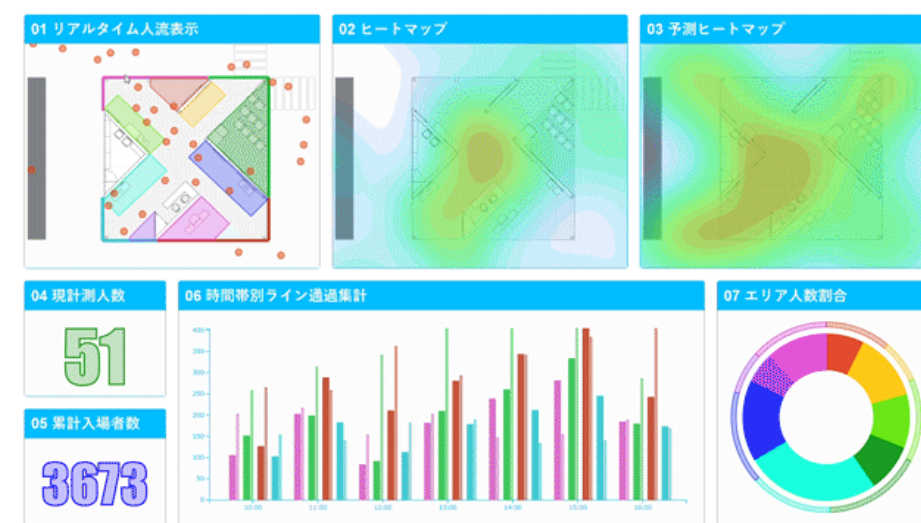 01 リアルタイム人流表示
02 ヒートマップ
03 予測ヒートマップ
04 現計測人数
51
05 累計入場者数
3673
06 時間帯別ライン通過集計
400
350
300
250
200
150
100
50
0
10:00
11:00
12:00
13:00
14:00
15:00
16:00
07 エリア人数割合